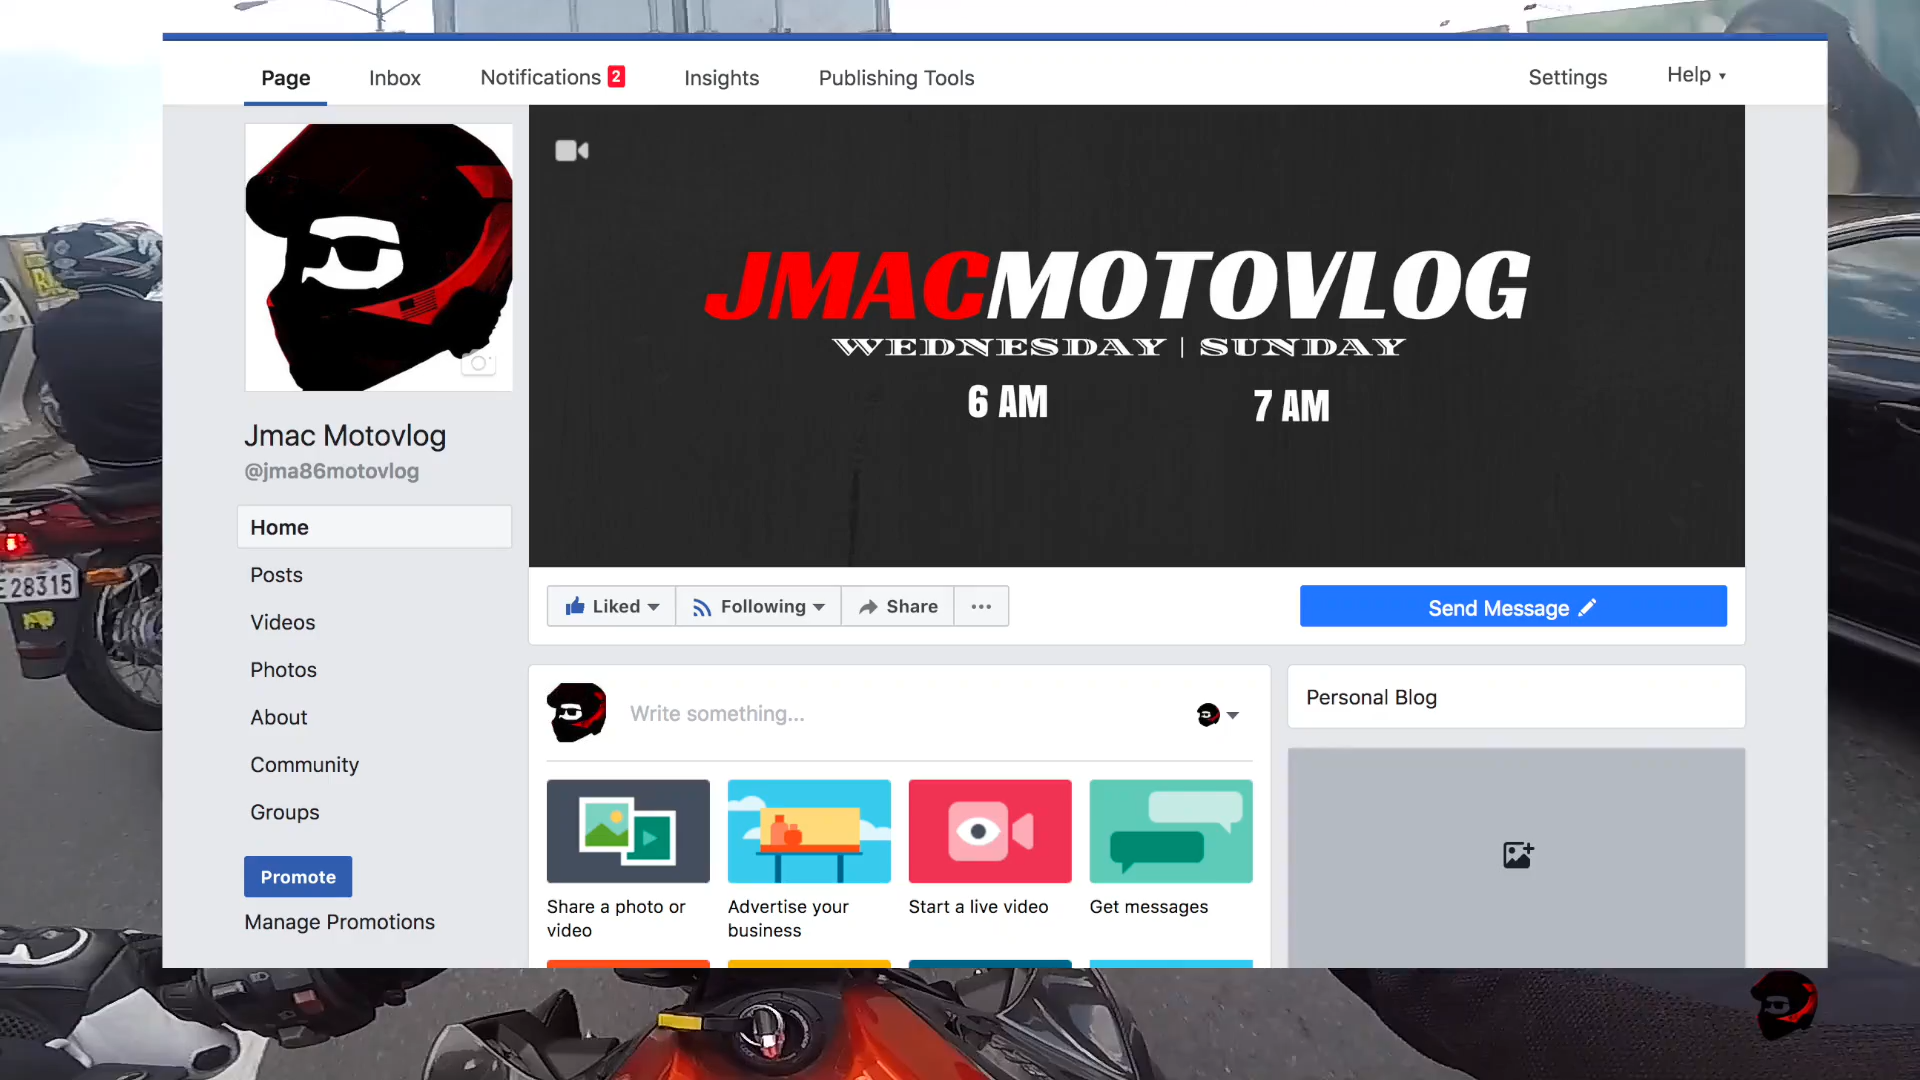 Page
Inbox
Notifications 2
Insights
Publishing Tools
Settings
Help
JMACMOTOVLOG
WEDNESDAY | SUNDAY
6 AM
7 AM
Jmac Motovlog
@jma86motovlog
Home
Posts
Videos
Photos
About
Community
Groups
Promote
Manage Promotions
Liked
Following
Share
Send Message
Write something...
Share a photo or
video
Advertise your
business
Start a live video
Get messages
Personal Blog
28315